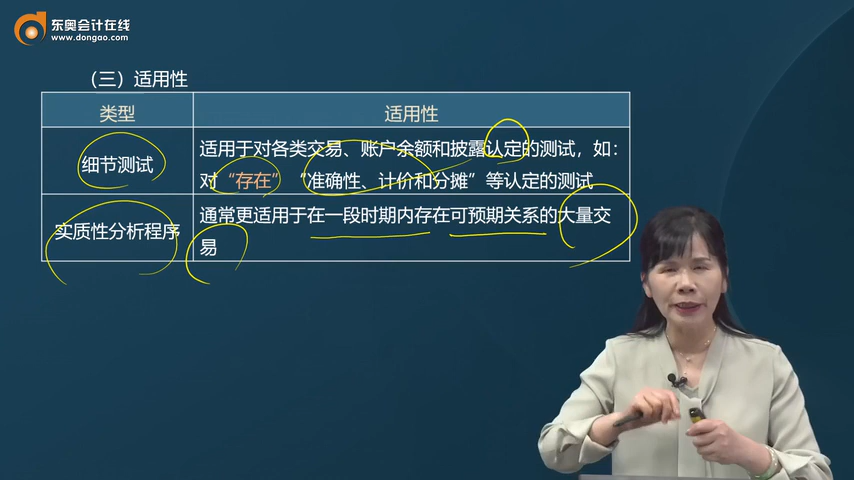 东奥会计在线
www.dongao.com
（三）适用性
类型
适用性
细节测试
适用于对各类交易、账户余额和披露认定的测试，如：
对“存在”“准确性、计价和分摊”等认定的测试
实质性分析程序
通常更适用于在一段时期内存在可预期关系的大量交
易